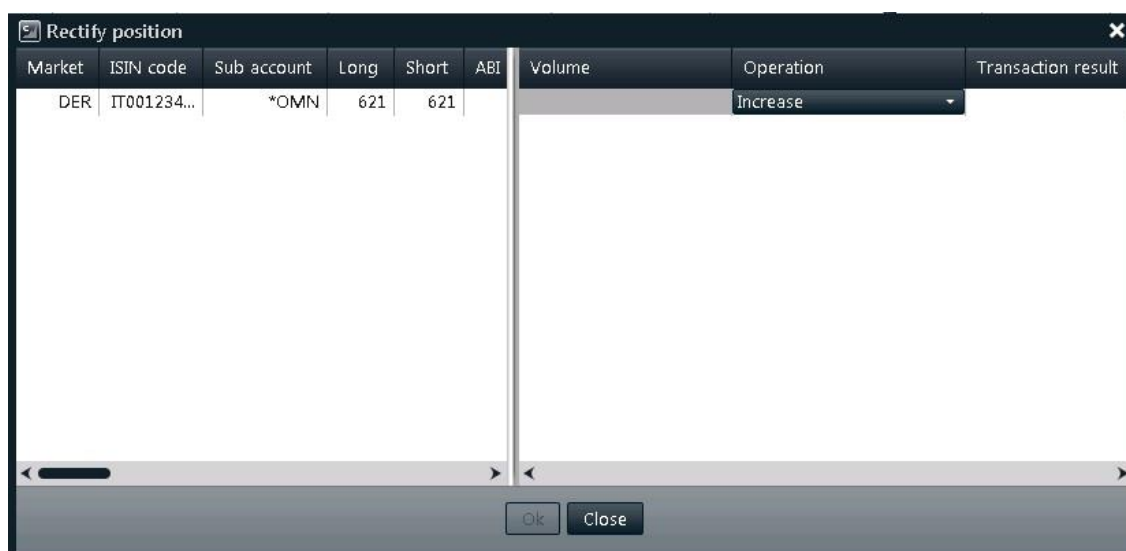 Rectify position
Market ISIN code Sub account Long Short ABI Volume Operation Transaction result
DER IT001234... *OMN 621 621 Increase
Ok Close